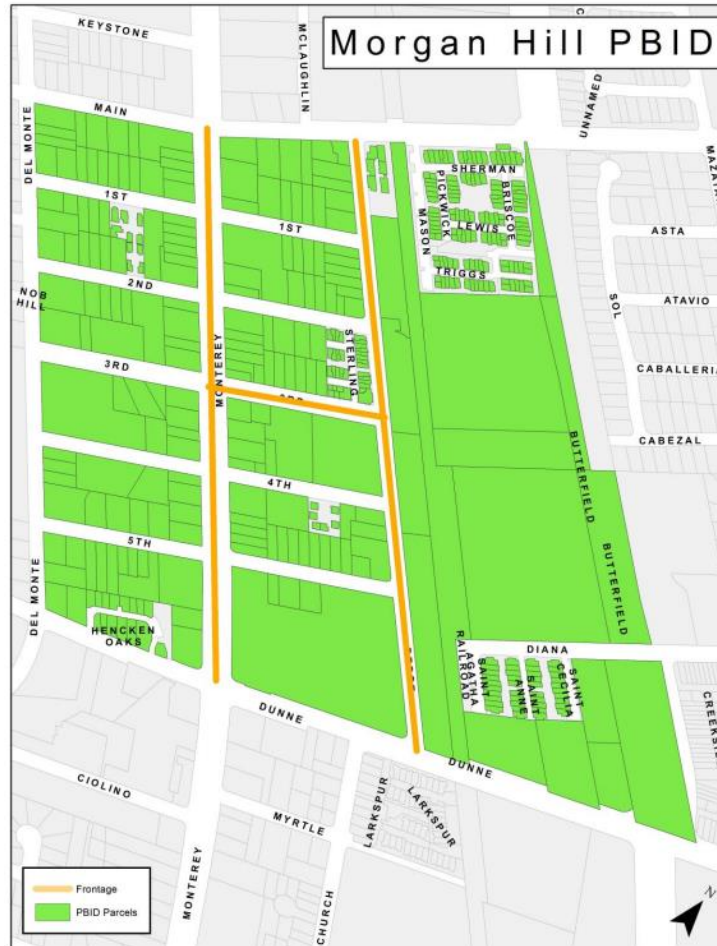 Morgan Hill PBID
KEYSTONE
MCLAUGHLIN
UNNAMED
MAIN
DEL MONTE
SHERMAN
PICKWICK
BRISCOE
LEWIS
MASON
TRIGGS
1ST
1ST
ASTA
2ND
NOB
HILL
SOL
ATAVIO
MONTEREY
STERLING
3RD
CABALLERIA
CABEZAL
BUTTERFIELD
4TH
5TH
BUTTERFIELD
DEL MONTE
HENCKEN
OAKS
DIANA
RAILROAD
AGATHA
SAINT
ANNE
SAINT
CECILIA
SAINT
DUNNE
DUNNE
CIOLINO
MYRTLE
LARKSPUR
LARKSPUR
MONTEREY
CHURCH
Frontage
PBID Parcels
N